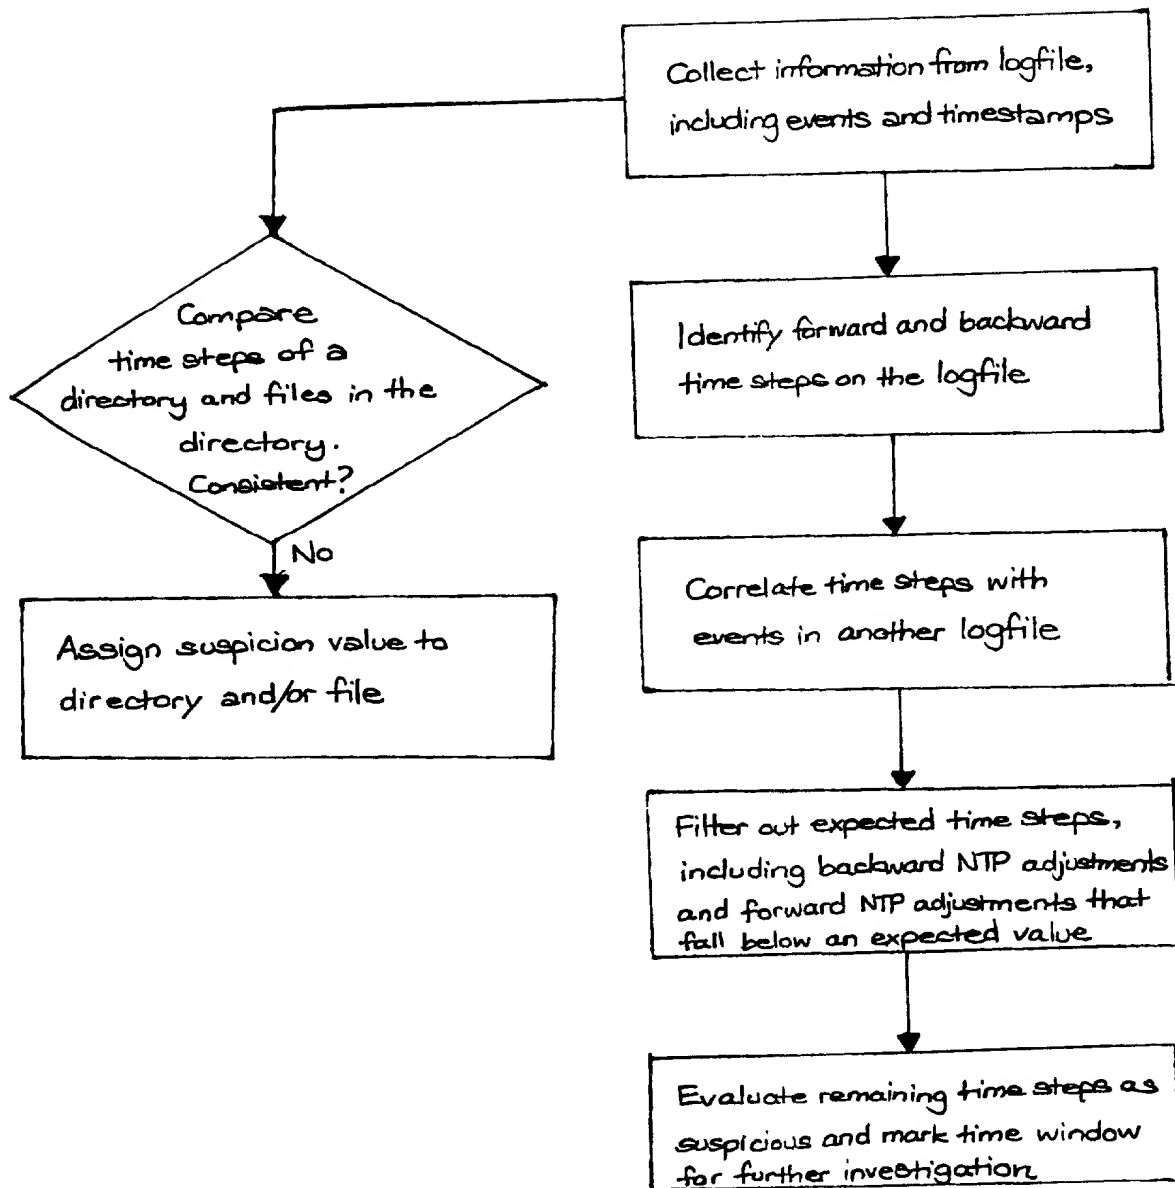 Collect information from logfile,
including events and timestamps
Compare
time steps of a
directory and files in the
directory.
Consistent?
No
Assign suspicion value to
directory and/or file
Identify forward and backward
time steps on the logfile
Correlate time steps with
events in another logfile
Filter out expected time steps,
including backward NTP adjustments
and forward NTP adjustments that
fall below an expected value
Evaluate remaining time steps as
suspicious and mark time window
for further investigation